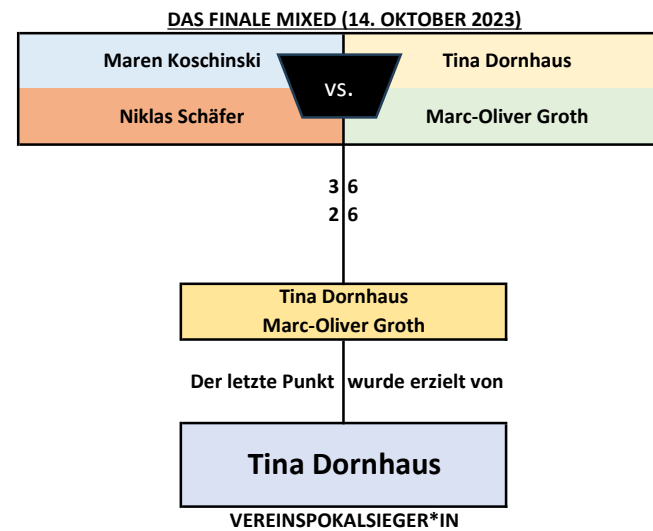 DAS FINALE MIXED (14. OKTOBER 2023)
Maren Koschinski vs. Tina Dornhaus
Niklas Schäfer Marc-Oliver Groth
3 6
2 6
Tina Dornhaus
Marc-Oliver Groth
Der letzte Punkt wurde erzielt von
Tina Dornhaus
VEREINSPOKALSIEGER*IN